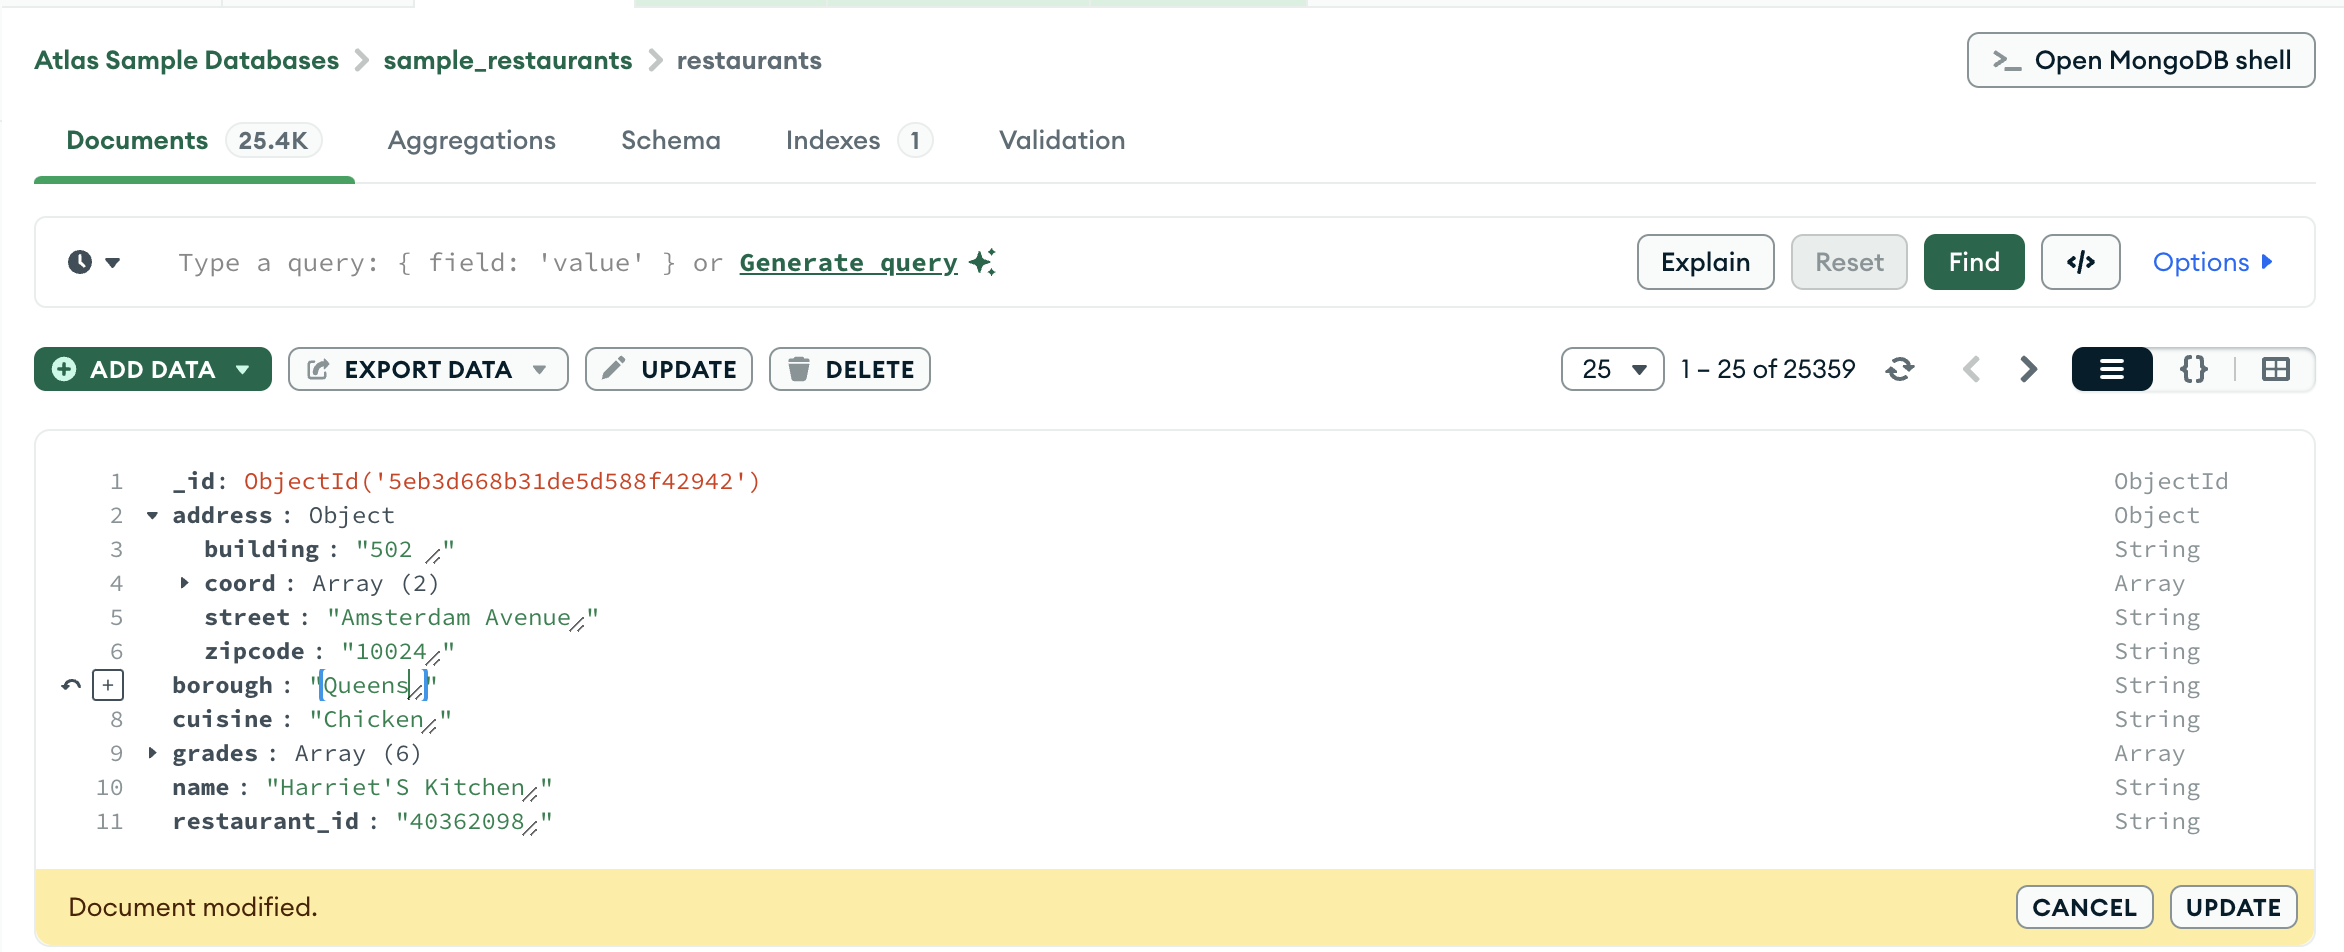 Atlas Sample Databases > sample_restaurants > restaurants
>_ Open MongoDB shell
Documents 25.4K Aggregations Schema Indexes 1 Validation
Type a query: { field: 'value' } or Generate query
Explain Reset Find </> Options
ADD DATA EXPORT DATA UPDATE DELETE
25 1 – 25 of 25359 {}
1 _id: ObjectId('5eb3d668b31de5d588f42942') ObjectId
2 address : Object Object
3 building : "502 " String
4 coord : Array (2) Array
5 street : "Amsterdam Avenue" String
6 zipcode : "10024" String
+ borough : "Queens" String
8 cuisine : "Chicken" String
9 grades : Array (6) Array
10 name : "Harriet'S Kitchen" String
11 restaurant_id : "40362098" String
Document modified. CANCEL UPDATE